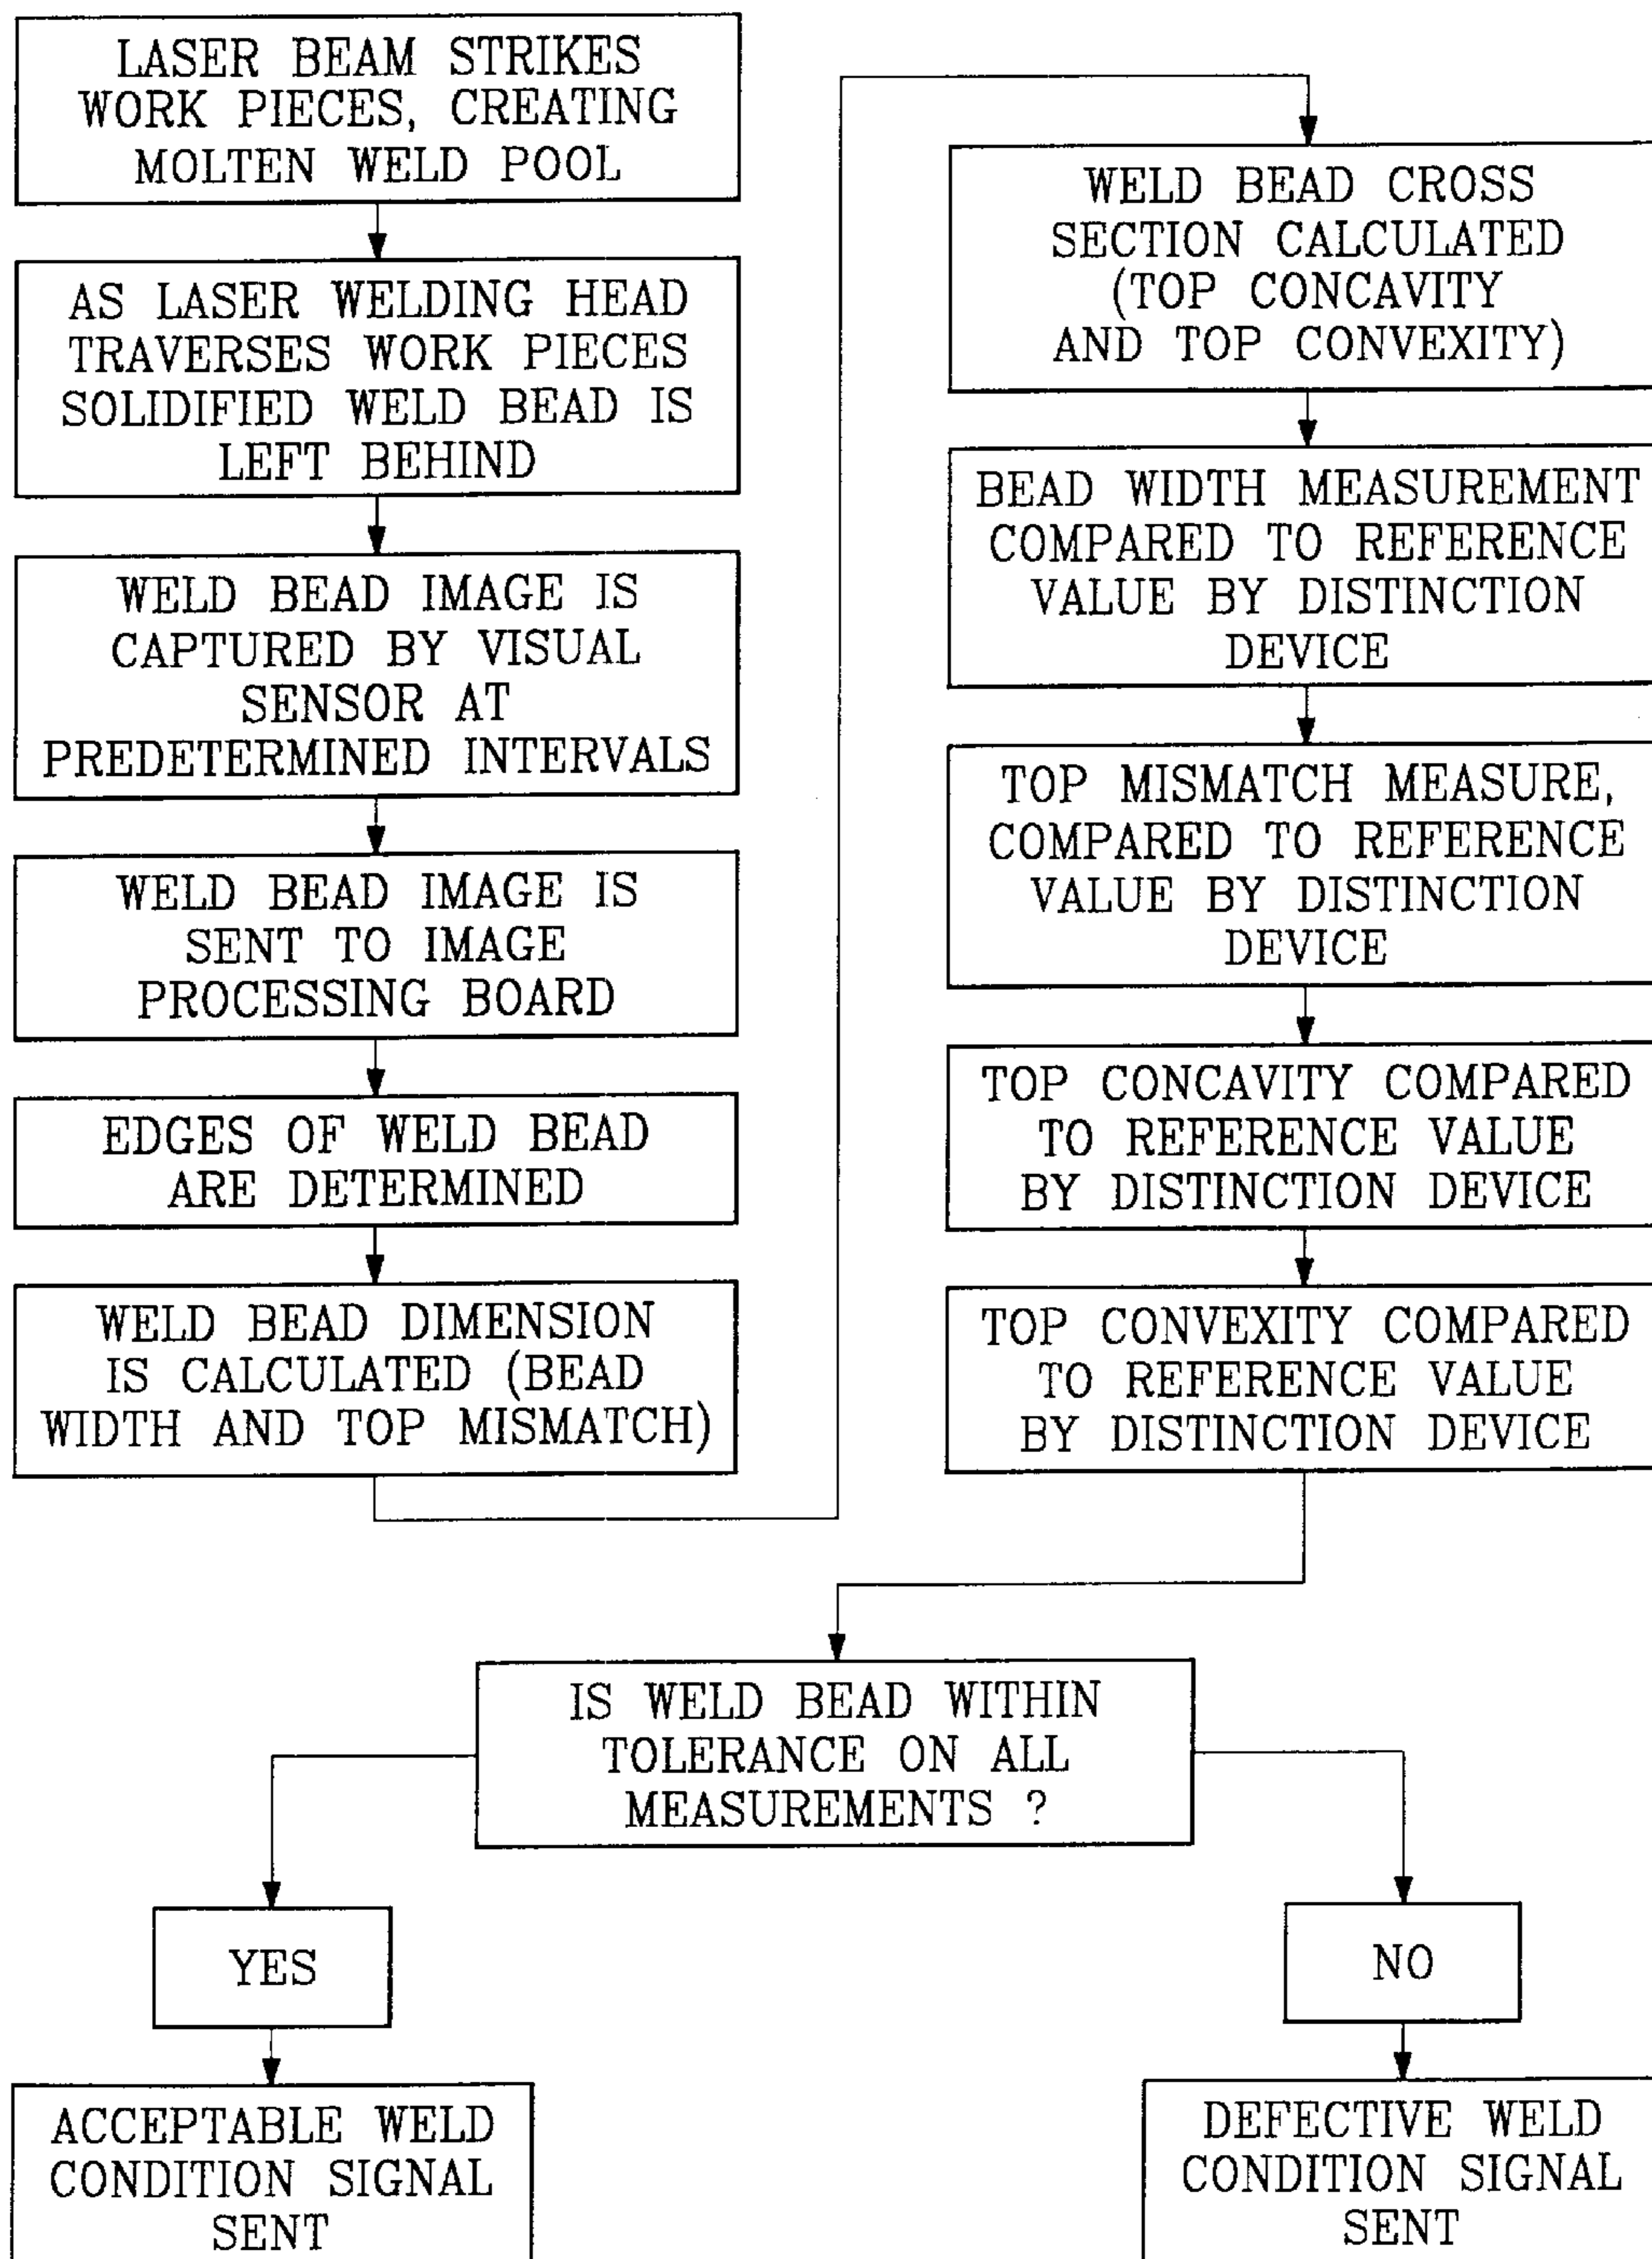 LASER BEAM STRIKES
WORK PIECES, CREATING
MOLTEN WELD POOL
AS LASER WELDING HEAD
TRAVERSES WORK PIECES
SOLIDIFIED WELD BEAD IS
LEFT BEHIND
WELD BEAD IMAGE IS
CAPTURED BY VISUAL
SENSOR AT
PREDETERMINED INTERVALS
WELD BEAD IMAGE IS
SENT TO IMAGE
PROCESSING BOARD
EDGES OF WELD BEAD
ARE DETERMINED
WELD BEAD DIMENSION
IS CALCULATED (BEAD
WIDTH AND TOP MISMATCH)
WELD BEAD CROSS
SECTION CALCULATED
(TOP CONCAVITY
AND TOP CONVEXITY)
BEAD WIDTH MEASUREMENT
COMPARED TO REFERENCE
VALUE BY DISTINCTION
DEVICE
TOP MISMATCH MEASURE,
COMPARED TO REFERENCE
VALUE BY DISTINCTION
DEVICE
TOP CONCAVITY COMPARED
TO REFERENCE VALUE
BY DISTINCTION DEVICE
TOP CONVEXITY COMPARED
TO REFERENCE VALUE
BY DISTINCTION DEVICE
IS WELD BEAD WITHIN
TOLERANCE ON ALL
MEASUREMENTS ?
YES
NO
ACCEPTABLE WELD
CONDITION SIGNAL
SENT
DEFECTIVE WELD
CONDITION SIGNAL
SENT